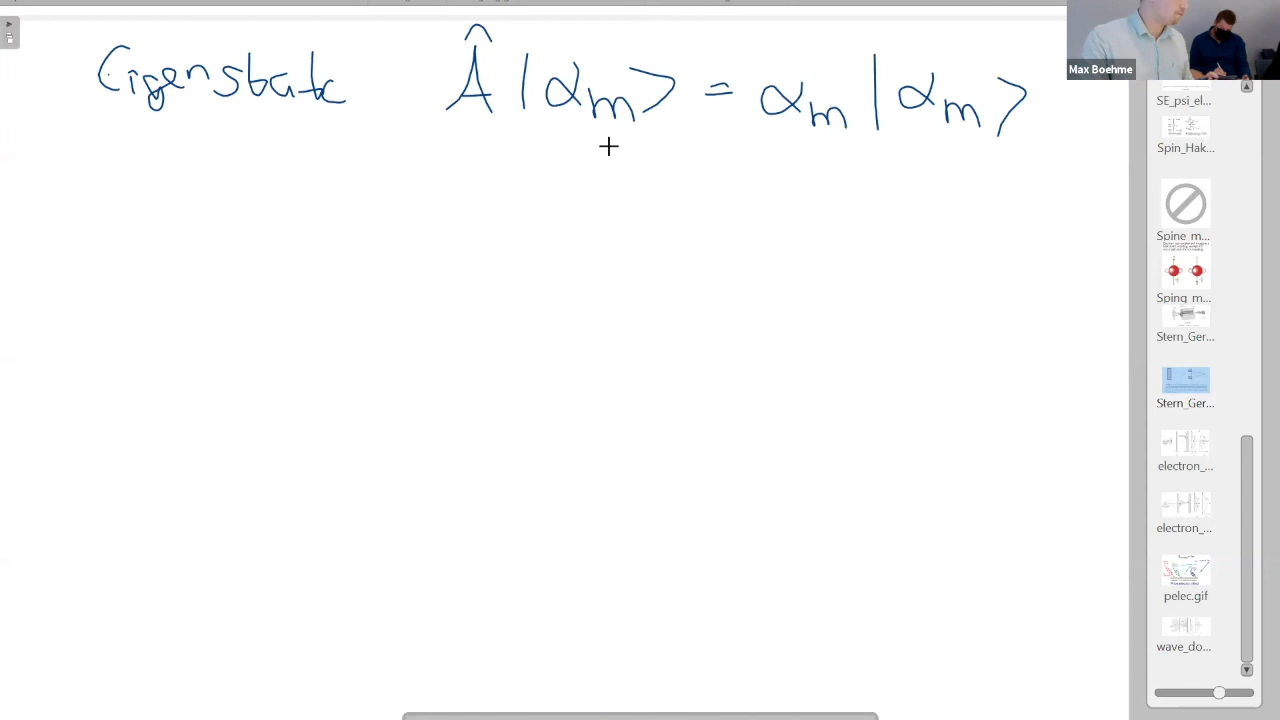 Eigenstate Â |α_m⟩ = α_m |α_m⟩
Max Boehme
SE_psi_el...
Spin_Hak...
Spine_m...
Sping_m...
Stern_Ger...
Stern_Ger...
electron_...
electron_...
pelec.gif
wave_do...